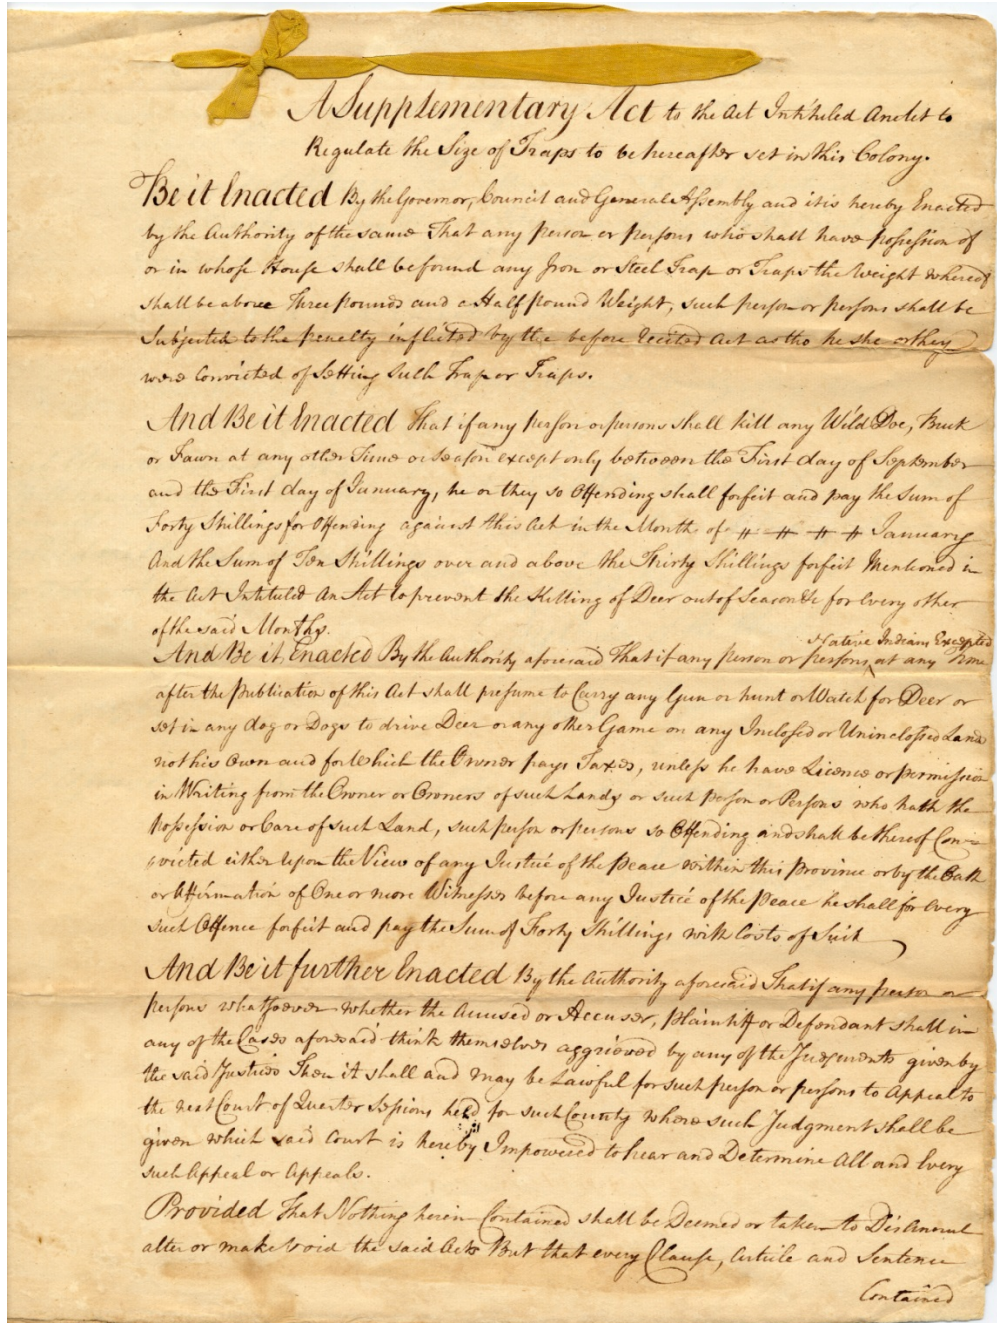 A Supplementary Act to the Act Intituled An Act to
Regulate the Size of Traps to be hereafter set in this Colony.
Be it Enacted By the Governor, Council and General Assembly and it is hereby Enacted
by the Authority of the same That any person or persons who shall have possession of
or in whose House shall be found any Iron or Steel Trap or Traps the Weight whereof
shall be above Three pounds and a Half pound Weight, such person or persons shall be
Subjected to the penalty inflicted by the before recited Act as tho he she or they
were Convicted of Setting Such Trap or Traps.
And Be it Enacted That if any person or persons shall kill any Wild Doe, Buck
or Fawn at any other Time or Season except only between the First day of September
and the First day of January, he or they so Offending shall forfeit and pay the Sum of
Forty Shillings for Offending against this Act in the Month of # # # # January
And the Sum of Ten Shillings over and above the Thirty Shillings forfeit Mentioned in
the Act Intituled An Act to prevent the Killing of Deer out of Season &c for every other
of the said Months.
Native Indians Excepted
And Be it Enacted By the Authority aforesaid That if any person or persons ‸ at any Time
after the Publication of this Act shall presume to Carry any Gun or hunt or Watch for Deer or
set in any dog or Dogs to drive Deer or any other Game on any Inclosed or Uninclosed Land
not his Own and for Which the Owner pays Taxes, unless he have Licence or permission
in Writing from the Owner or Owners of such Lands or such person or Persons who hath the
Possession or Care of such Land, such person or persons so Offending and shall be thereof Con=
=victed either upon the View of any Justice of the Peace within this Province or by the Oath
or Affirmation of One or more Witnesses before any Justice of the Peace he shall for every
such Offence forfeit and pay the Sum of Forty Shillings with Costs of Suit
And Be it further Enacted By the Authority aforesaid That if any person or
persons whatsoever whether the Accused or Accuser, Plaintiff or Defendant shall in
any of the Cases aforesaid think themselves aggrieved by any of the Judgments given by
the said Justices Then it shall and may be Lawful for such person or persons to Appeal to
the next Court of Quarter Sessions held for such County where such Judgment shall be
given which said Court is hereby Impowered to hear and Determine All and Every
such Appeal or Appeals.
Provided That Nothing herein Contained shall be Deemed or taken to DisAnnul
alter or make Void the said Acts But that every Clause, Article and Sentence
Contained